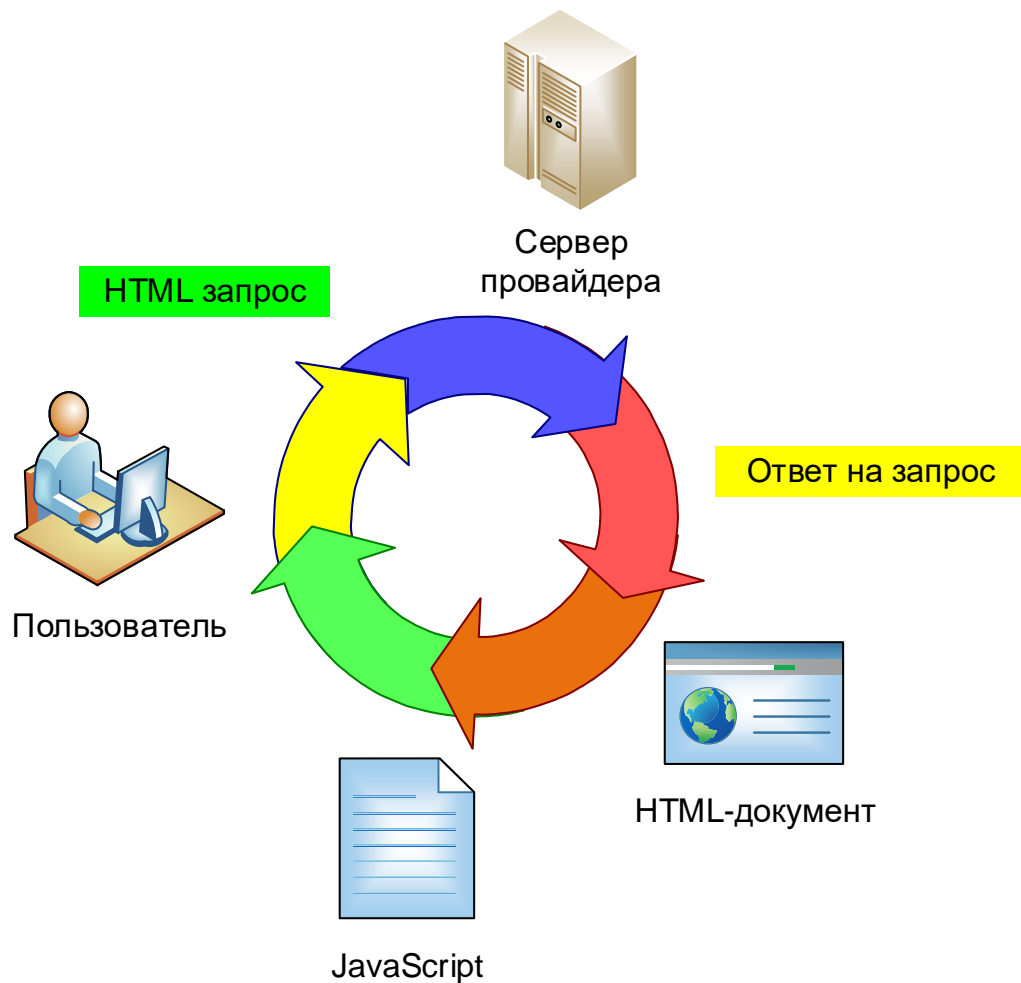 Сервер
провайдера
HTML запрос
Ответ на запрос
Пользователь
HTML-документ
JavaScript